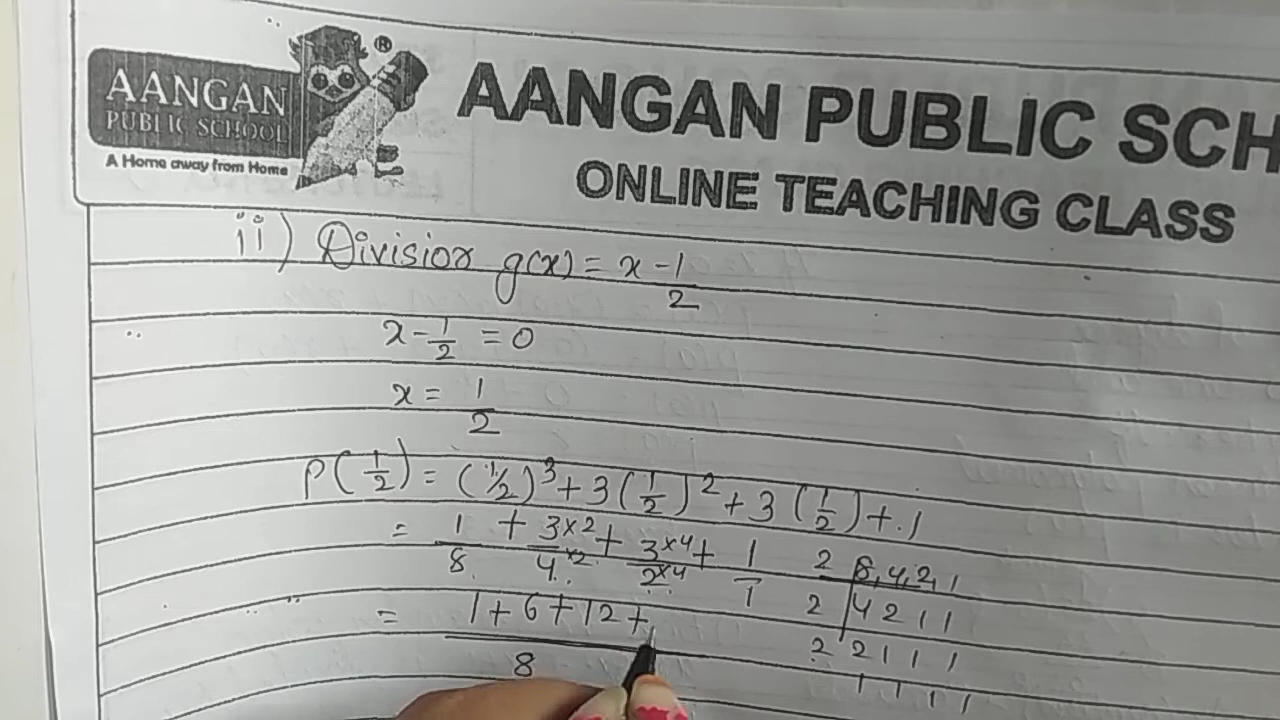 AANGAN
PUBLIC SCHOOL
A Home away from Home
®
AANGAN PUBLIC SCH
ONLINE TEACHING CLASS
ii) Division g(x) = x - 1/2
x - 1/2 = 0
x = 1/2
P(1/2) = (1/2)³ + 3(1/2)² + 3(1/2) + 1
= 1/8 + 3×2/4×2 + 3×4/2×4 + 1/1
2 8,4,2,1
2 4 2 1 1
2 2 1 1 1
1 1 1 1
= 1 + 6 + 12 +
8